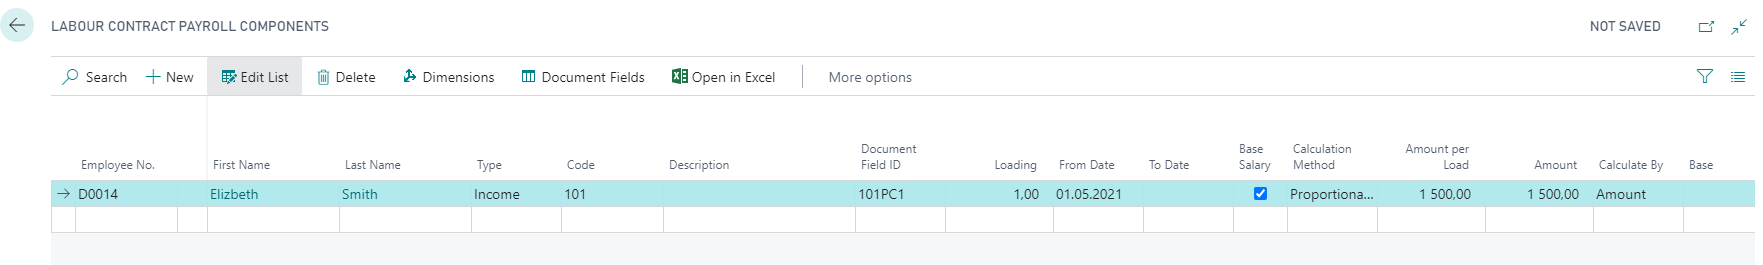 LABOUR CONTRACT PAYROLL COMPONENTS NOT SAVED
Search New Edit List Delete Dimensions Document Fields Open in Excel More options
Employee No. First Name Last Name Type Code Description Document Field ID Loading From Date To Date Base Salary Calculation Method Amount per Load Amount Calculate By Base
D0014 Elizbeth Smith Income 101 101PC1 1,00 01.05.2021 Proportiona... 1 500,00 1 500,00 Amount